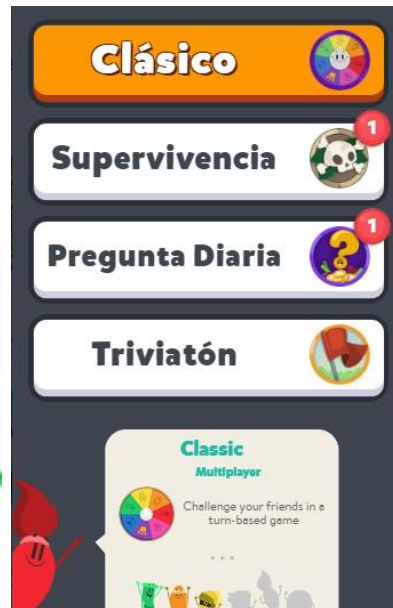 Clásico
Supervivencia
1
Pregunta Diaria
1
Triviatón
Classic
Multiplayer
Challenge your friends in a
turn-based game